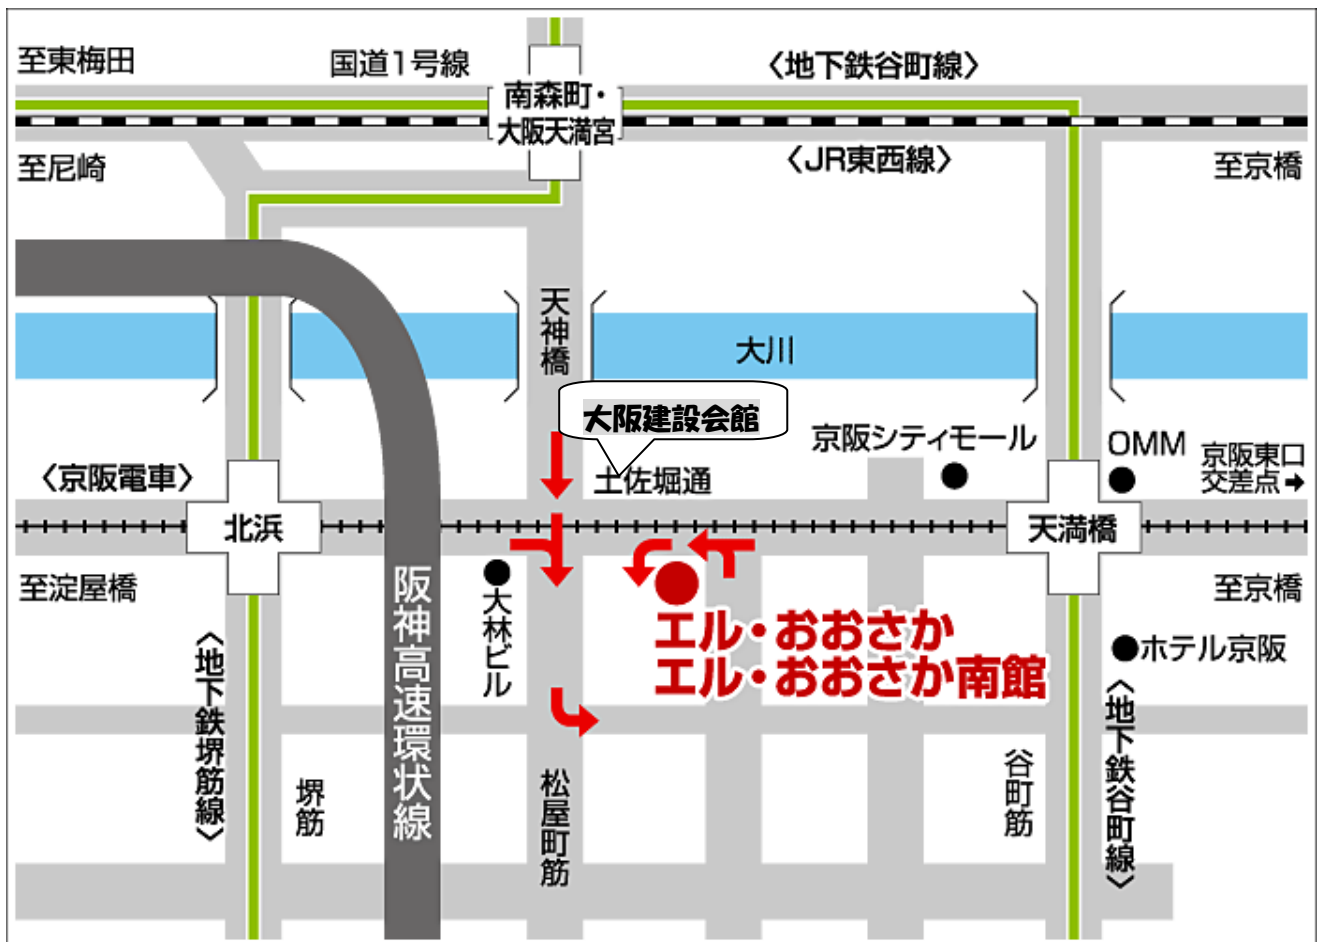 至東梅田
国道1号線
〈地下鉄谷町線〉
南森町・
大阪天満宮
至尼崎
〈JR東西線〉
至京橋
天神橋
大川
大阪建設会館
京阪シティモール
OMM
京阪東口
交差点➡
〈京阪電車〉
土佐堀通
北浜
天満橋
至淀屋橋
阪神高速環状線
大林ビル
エル・おおさか
エル・おおさか南館
至京橋
ホテル京阪
〈地下鉄堺筋線〉
堺筋
松屋町筋
谷町筋
〈地下鉄谷町線〉